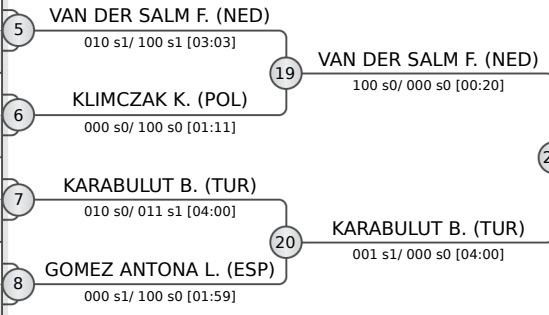 VAN DER SALM F. (NED)
5
010 s1/ 100 s1 [03:03]
19
VAN DER SALM F. (NED)
100 s0/ 000 s0 [00:20]
KLIMCZAK K. (POL)
6
000 s0/ 100 s0 [01:11]
KARABULUT B. (TUR)
7
010 s0/ 011 s1 [04:00]
20
KARABULUT B. (TUR)
001 s1/ 000 s0 [04:00]
GOMEZ ANTONA L. (ESP)
8
000 s1/ 100 s0 [01:59]